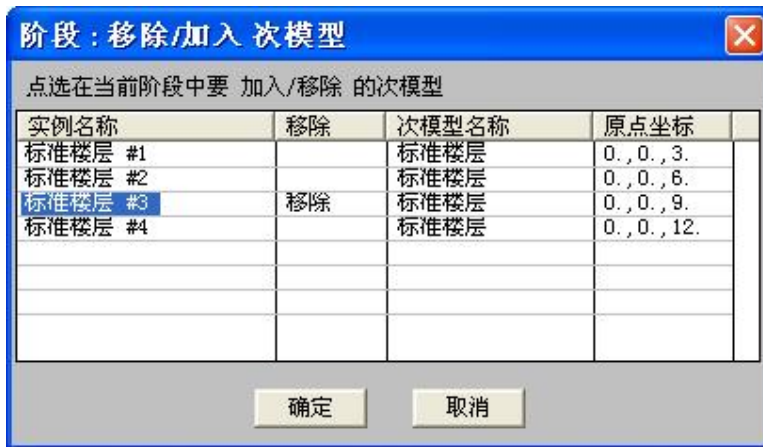 阶段:移除/加入 次模型
点选在当前阶段中要 加入/移除 的次模型
实例名称 移除 次模型名称 原点坐标
标准楼层 #1 标准楼层 0.,0.,3.
标准楼层 #2 标准楼层 0.,0.,6.
标准楼层 #3 移除 标准楼层 0.,0.,9.
标准楼层 #4 标准楼层 0.,0.,12.
确定 取消